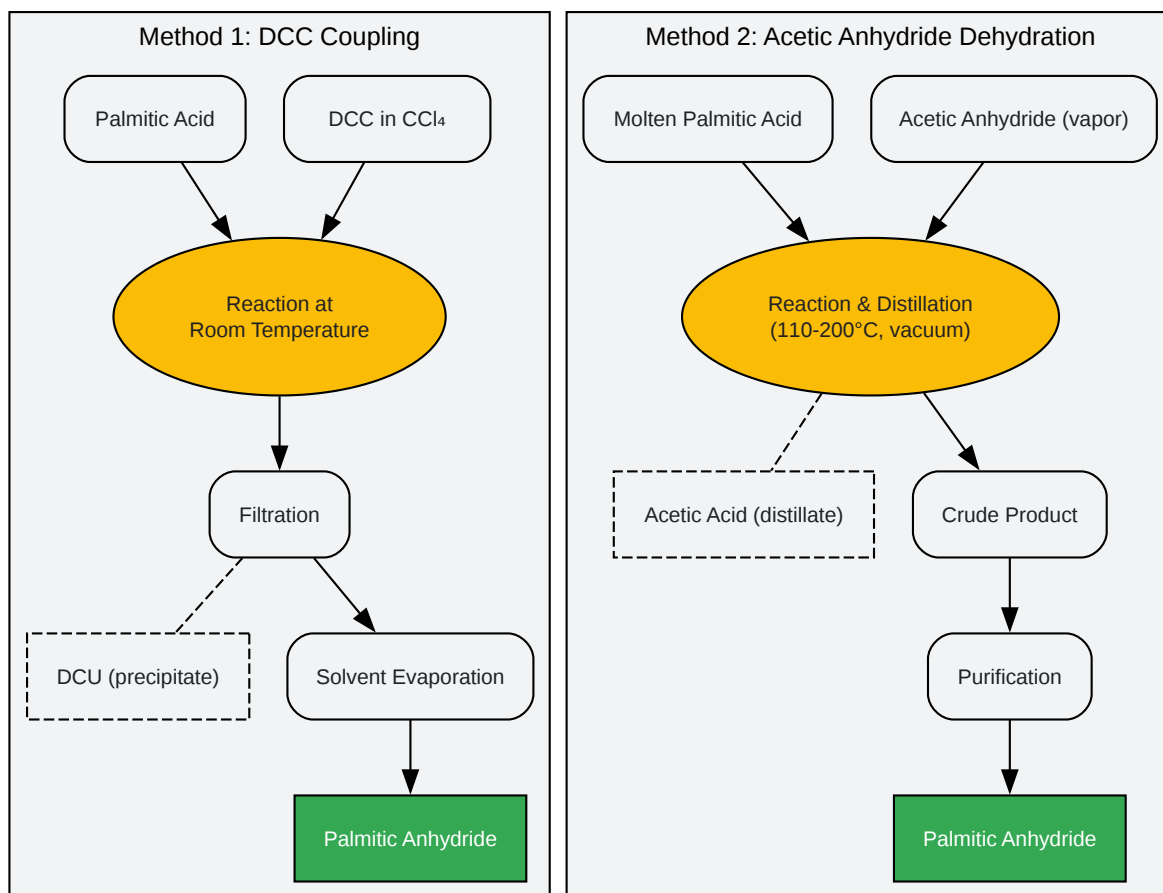 Method 1: DCC Coupling
Palmitic Acid
DCC in CCl₄
Reaction at
Room Temperature
Filtration
DCU (precipitate)
Solvent Evaporation
Palmitic Anhydride
Method 2: Acetic Anhydride Dehydration
Molten Palmitic Acid
Acetic Anhydride (vapor)
Reaction & Distillation
(110-200°C, vacuum)
Acetic Acid (distillate)
Crude Product
Purification
Palmitic Anhydride